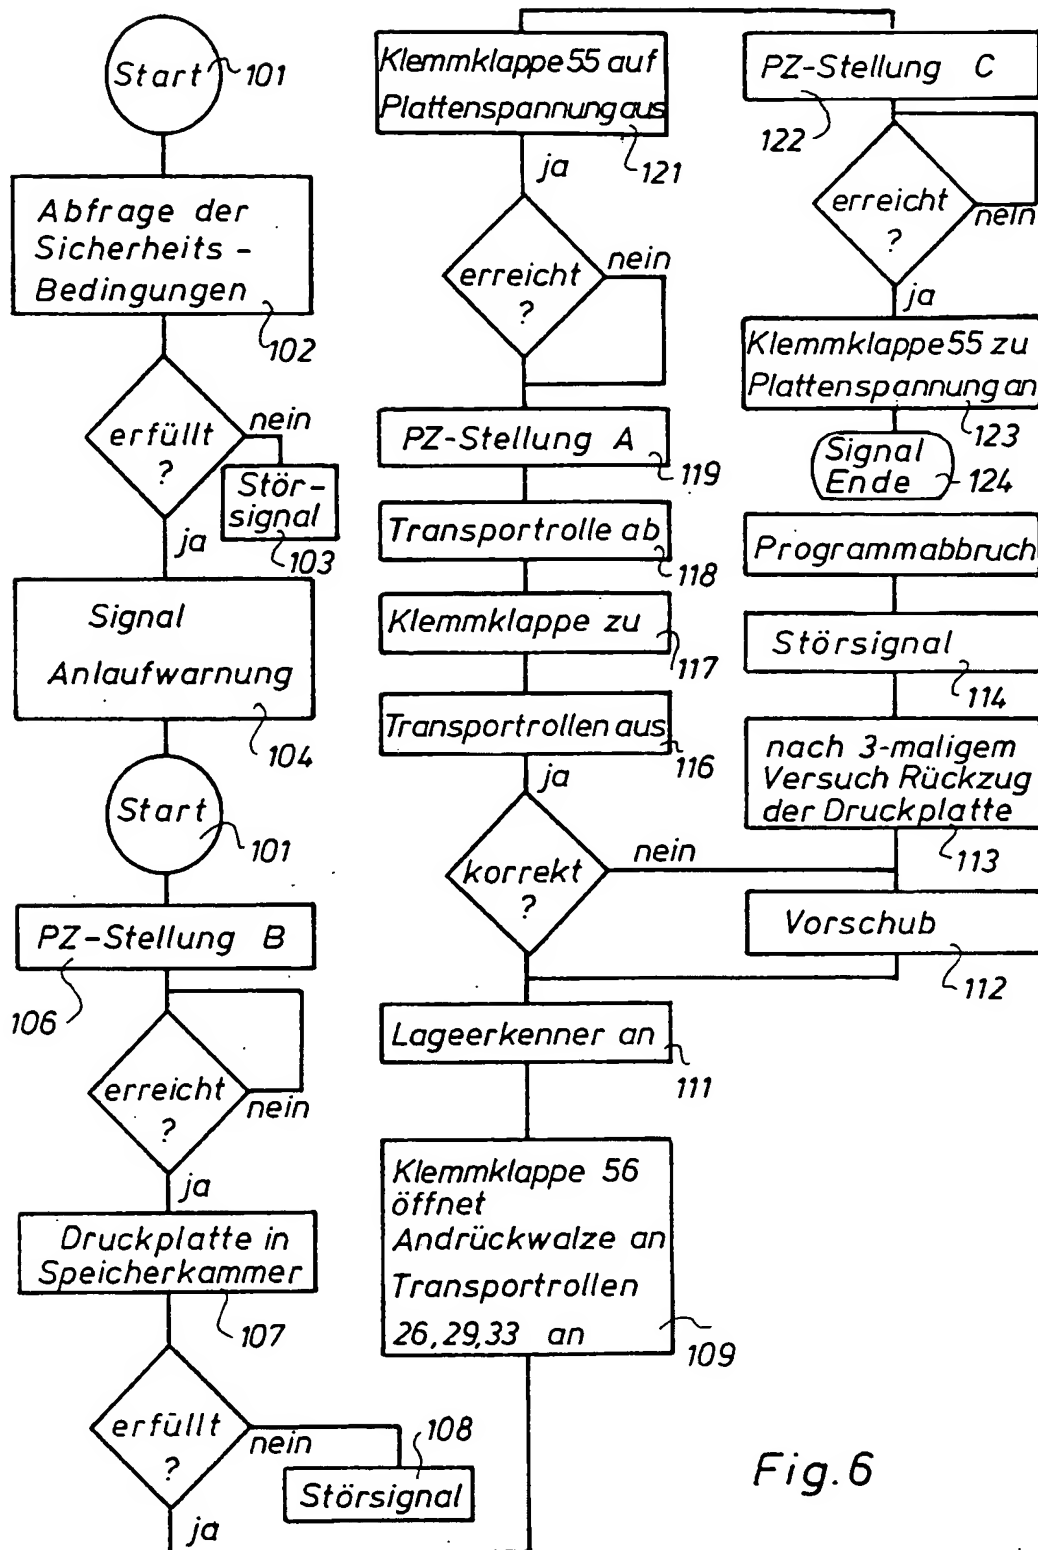 Start
101
Abfrage der
Sicherheits-
Bedingungen
102
erfüllt
?
nein
Stör-
signal
103
ja
Signal
Anlaufwarnung
104
Start
101
PZ-Stellung B
106
erreicht
?
nein
ja
Druckplatte in
Speicherkammer
107
erfüllt
?
nein
108
Störsignal
ja
Klemmklappe 55 auf
Plattenspannung aus
121
ja
erreicht
?
nein
PZ-Stellung A
119
Transportrolle ab
118
Klemmklappe zu
117
Transportrollen aus
116
ja
korrekt
?
nein
Lageerkenner an
111
Klemmklappe 56
öffnet
Andrückwalze an
Transportrollen
26,29,33 an
109
PZ-Stellung C
122
erreicht
?
nein
ja
Klemmklappe 55 zu
Plattenspannung an
123
Signal
Ende
124
Programmabbruch
Störsignal
114
nach 3-maligem
Versuch Rückzug
der Druckplatte
113
Vorschub
112
Fig.6